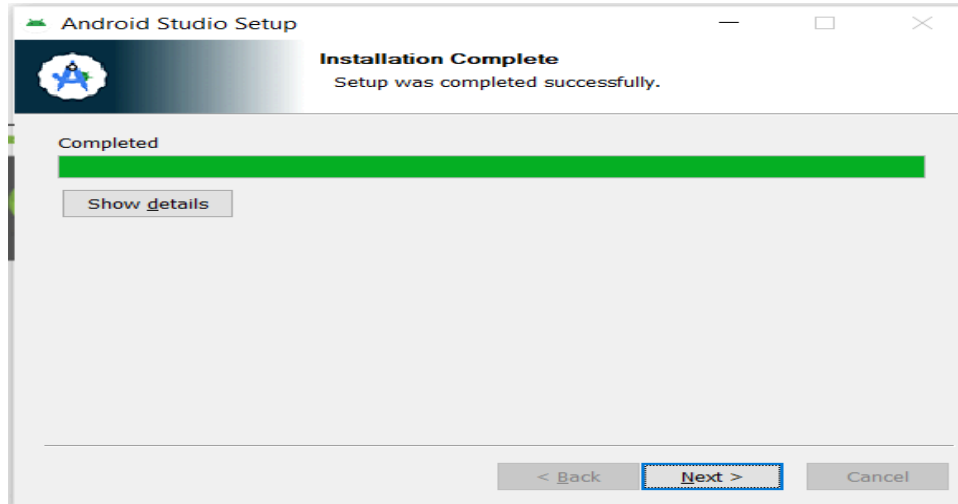 Android Studio Setup
Installation Complete
Setup was completed successfully.
Completed
Show details
< Back
Next >
Cancel